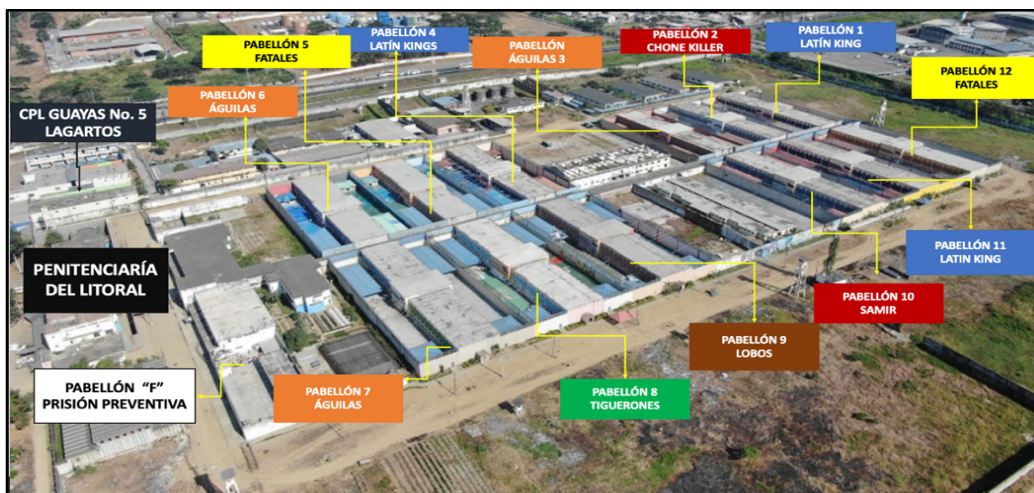 PABELLÓN 5
FATALES
PABELLÓN 4
LATÍN KINGS
PABELLÓN
ÁGUILAS 3
PABELLÓN 2
CHONE KILLER
PABELLÓN 1
LATÍN KING
PABELLÓN 12
FATALES
PABELLÓN 6
ÁGUILAS
CPL GUAYAS No. 5
LAGARTOS
PENITENCIARÍA
DEL LITORAL
PABELLÓN 11
LATIN KING
PABELLÓN 10
SAMIR
PABELLÓN 9
LOBOS
PABELLÓN "F"
PRISIÓN PREVENTIVA
PABELLÓN 7
ÁGUILAS
PABELLÓN 8
TIGUERONES